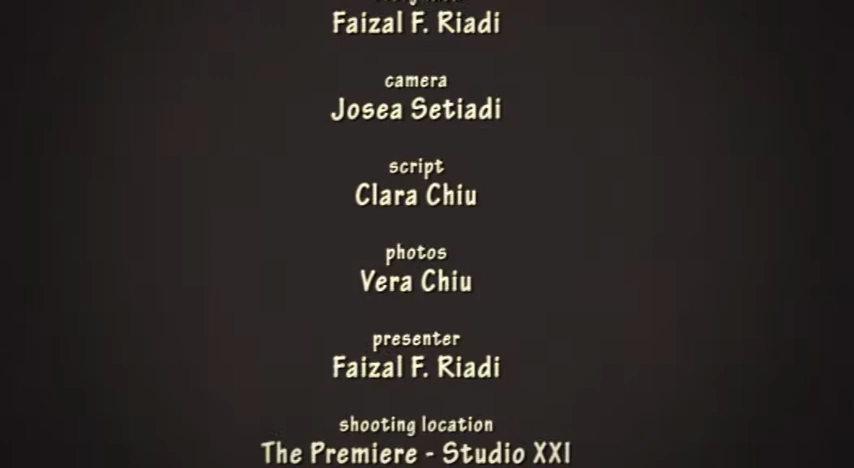 Faizal F. Riadi
camera
Josea Setiadi
script
Clara Chiu
photos
Vera Chiu
presenter
Faizal F. Riadi
shooting location
The Premiere - Studio XXI